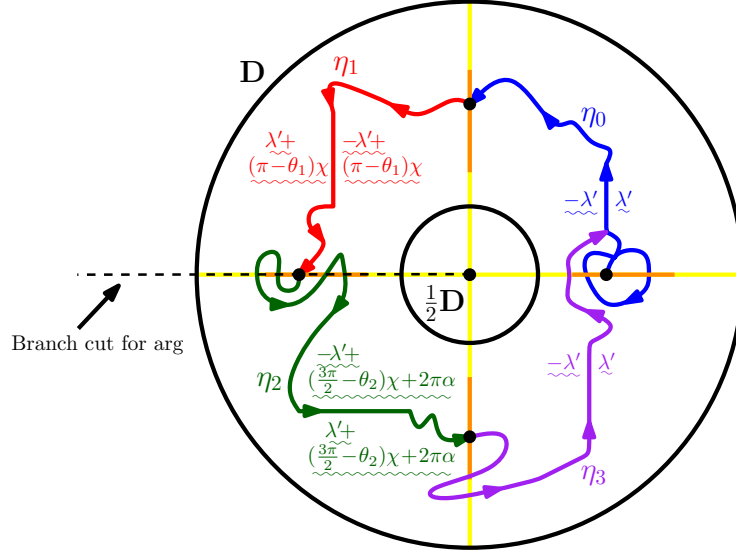 D
η₁
η₀
λ′+
(π−θ₁)χ
−λ′+
(π−θ₁)χ
−λ′
λ′
½D
Branch cut for arg
−λ′
λ′
η₂
−λ′+
(3π/2−θ₂)χ+2πα
λ′+
(3π/2−θ₂)χ+2πα
η₃